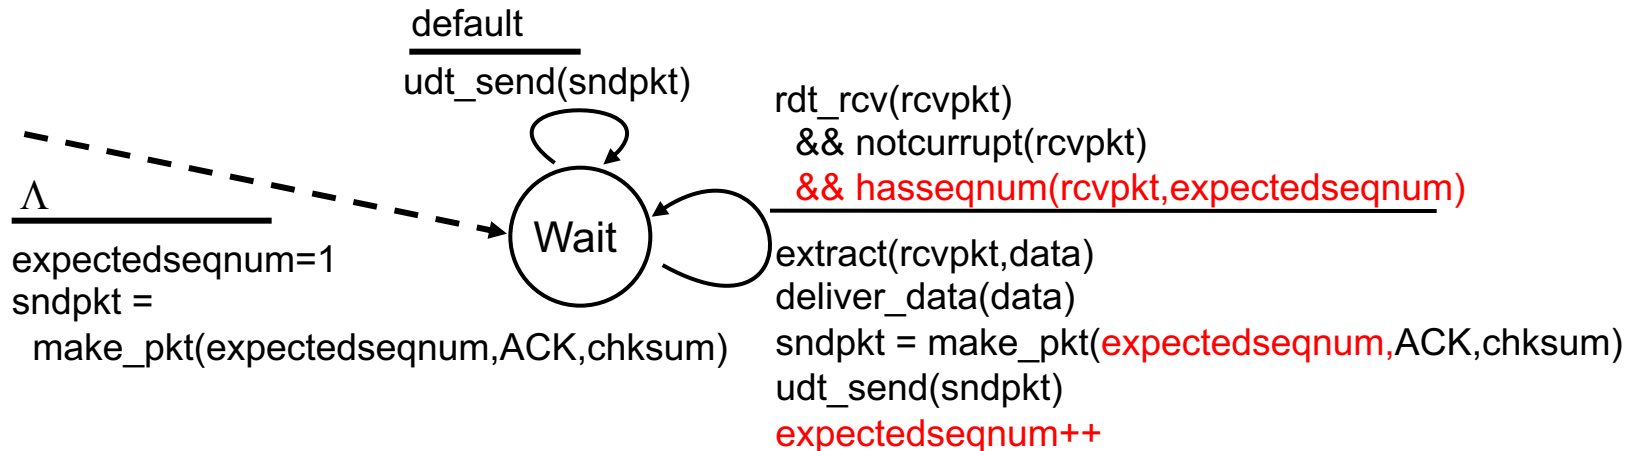 default
udt_send(sndpkt)
Λ
expectedseqnum=1
sndpkt =
make_pkt(expectedseqnum,ACK,chksum)
Wait
rdt_rcv(rcvpkt)
&& notcurrupt(rcvpkt)
&& hasseqnum(rcvpkt,expectedseqnum)
extract(rcvpkt,data)
deliver_data(data)
sndpkt = make_pkt(expectedseqnum,ACK,chksum)
udt_send(sndpkt)
expectedseqnum++